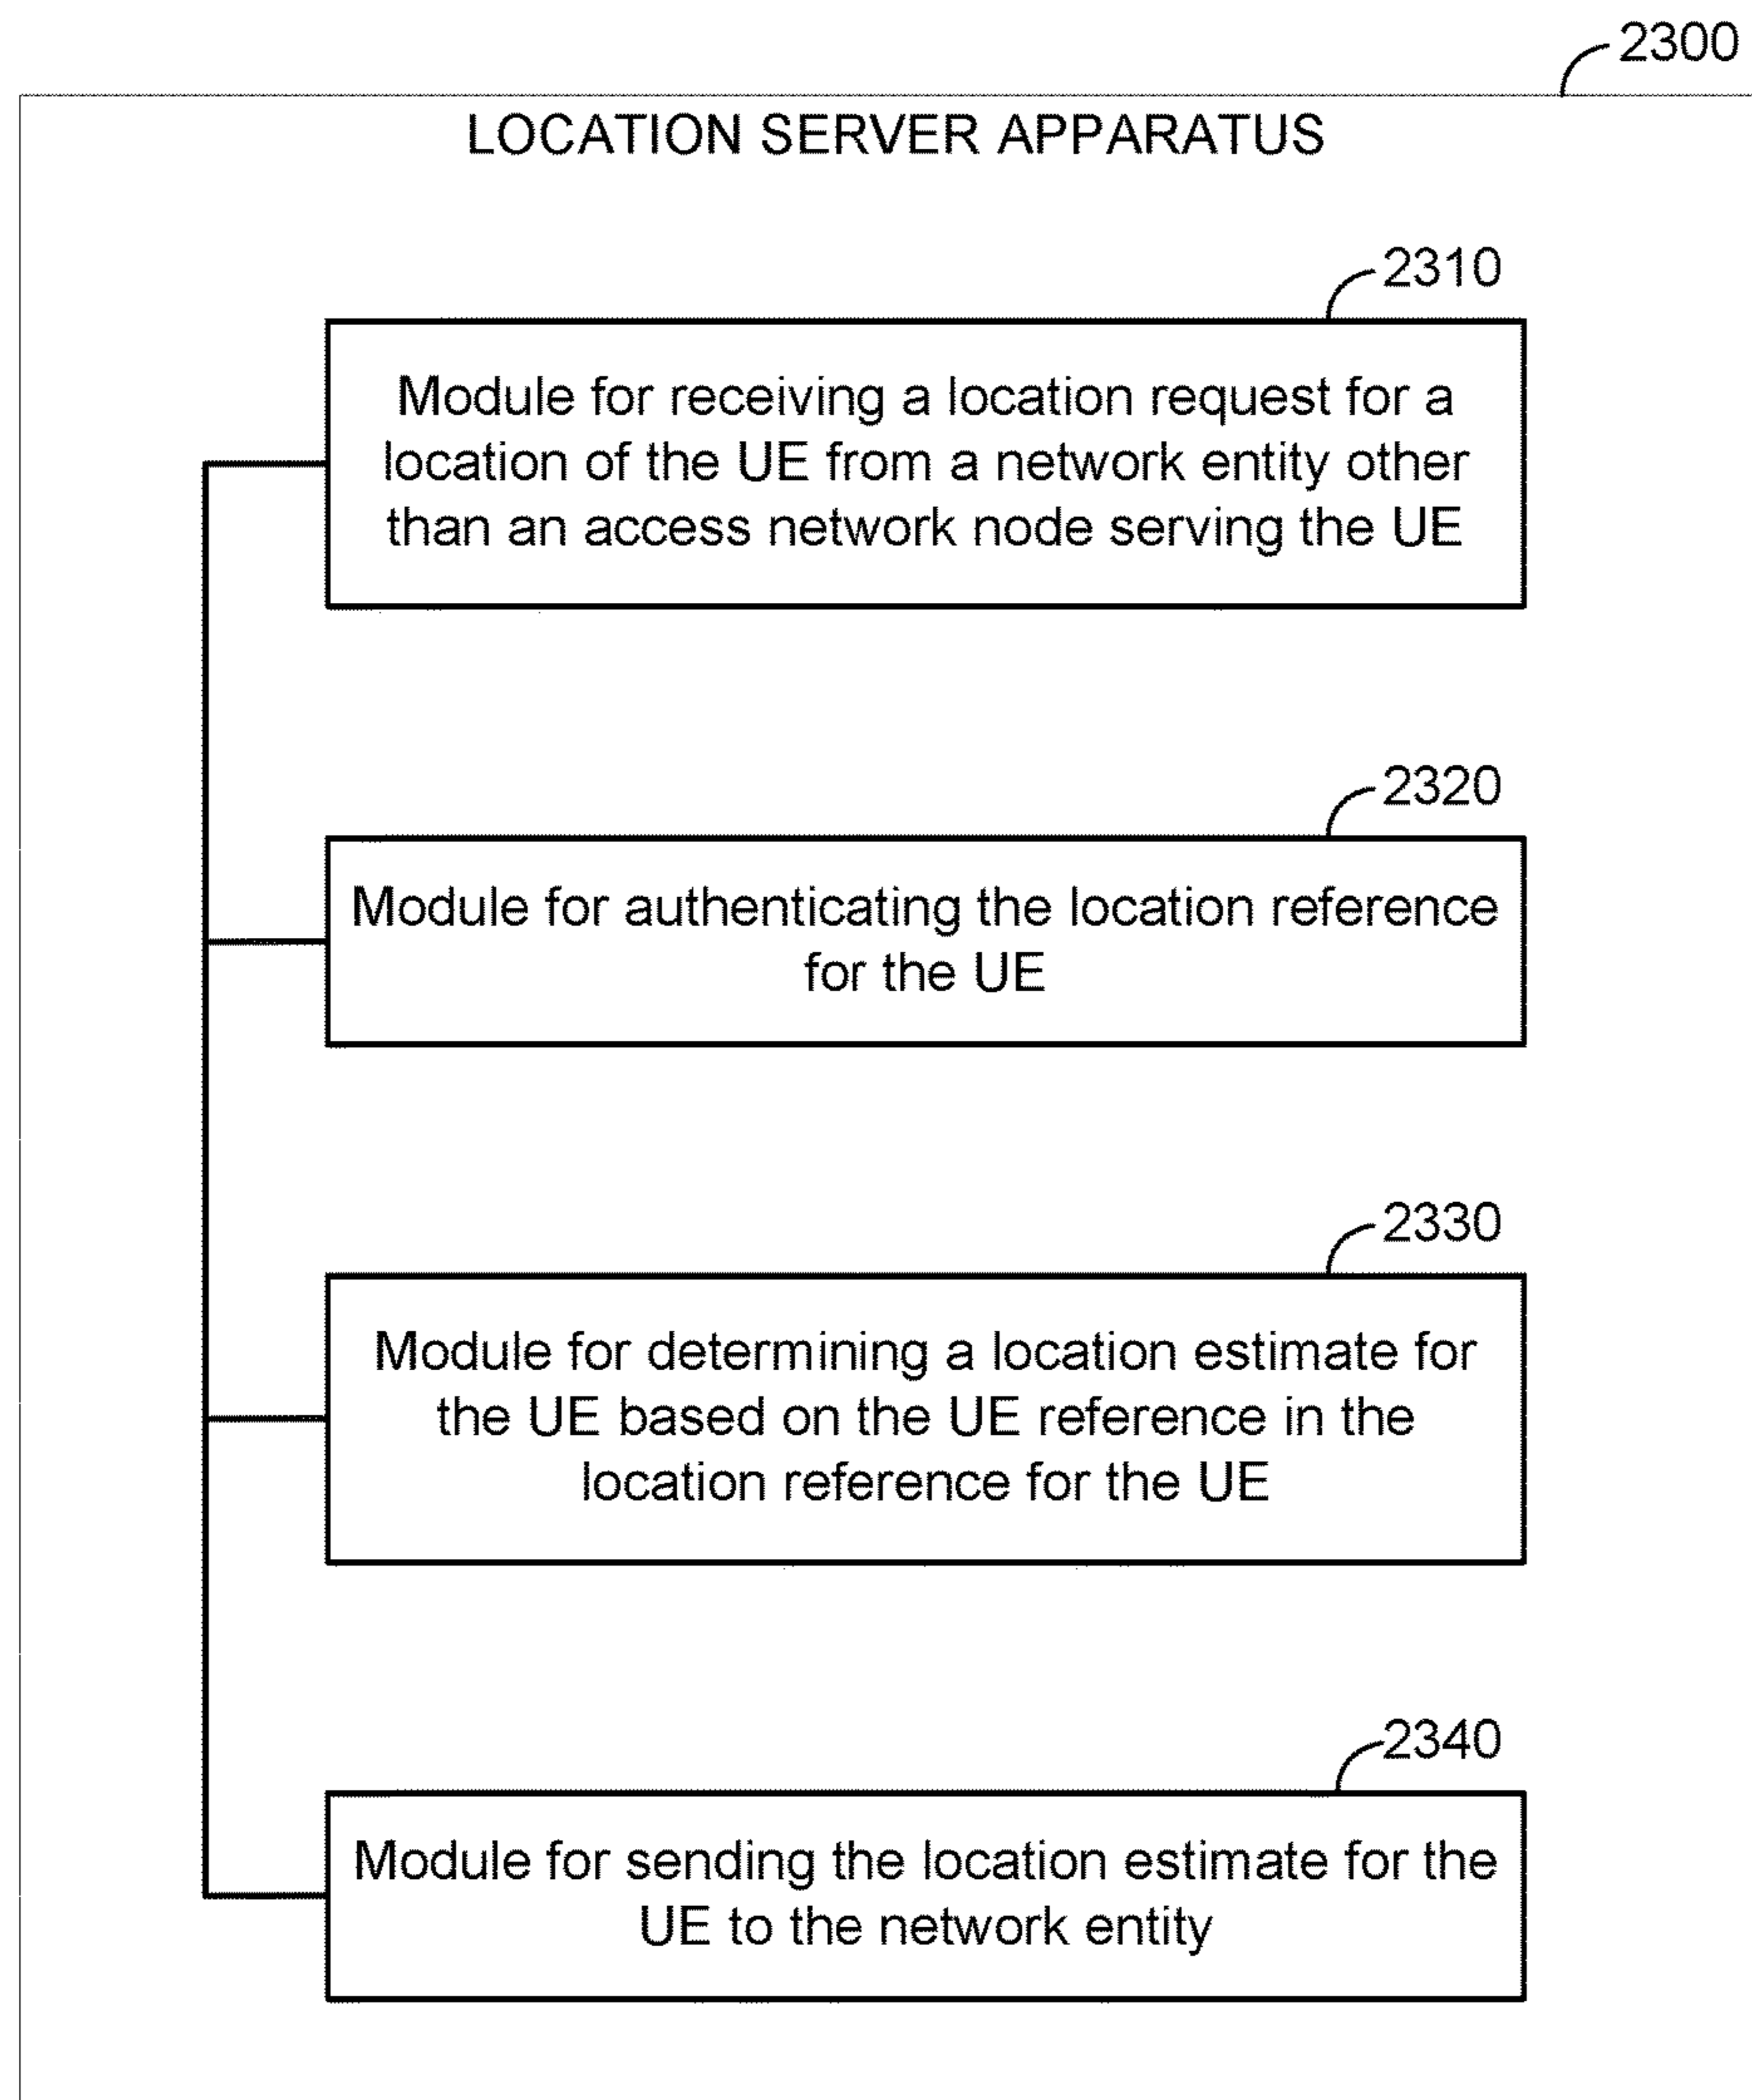 2300
LOCATION SERVER APPARATUS
2310
Module for receiving a location request for a
location of the UE from a network entity other
than an access network node serving the UE
2320
Module for authenticating the location reference
for the UE
2330
Module for determining a location estimate for
the UE based on the UE reference in the
location reference for the UE
2340
Module for sending the location estimate for the
UE to the network entity